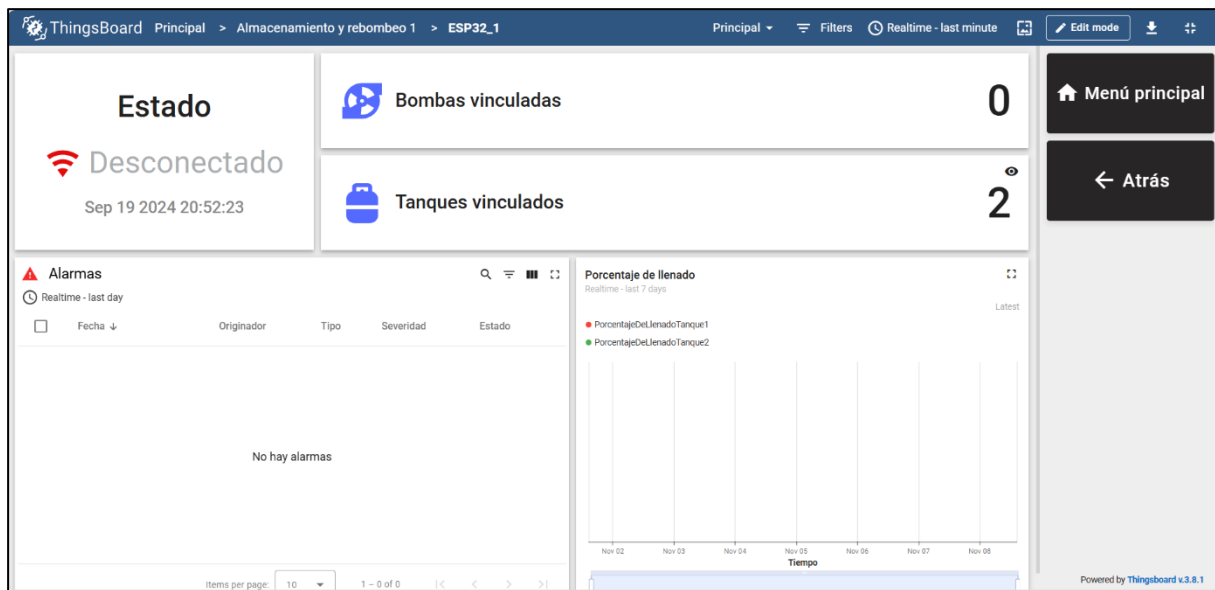 ThingsBoard Principal > Almacenamiento y rebombeo 1 > ESP32_1 Principal Filters Realtime - last minute Edit mode
Estado
Desconectado
Sep 19 2024 20:52:23
Bombas vinculadas 0
Tanques vinculados 2
Menú principal
Atrás
Alarmas
Realtime - last day
Fecha Originador Tipo Severidad Estado
No hay alarmas
Items per page: 10 1 – 0 of 0
Porcentaje de llenado
Realtime - last 7 days
Latest
PorcentajeDeLlenadoTanque1
PorcentajeDeLlenadoTanque2
Nov 02 Nov 03 Nov 04 Nov 05 Nov 06 Nov 07 Nov 08
Tiempo
Powered by Thingsboard v.3.8.1